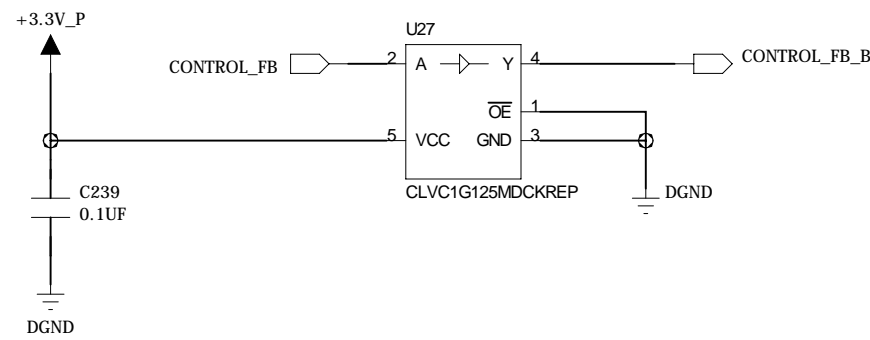 +3.3V_P
U27
CONTROL_FB
2
A
Y
4
CONTROL_FB_B
OE
1
5
VCC
GND
3
C239
0.1UF
CLVC1G125MDCKREP
DGND
DGND